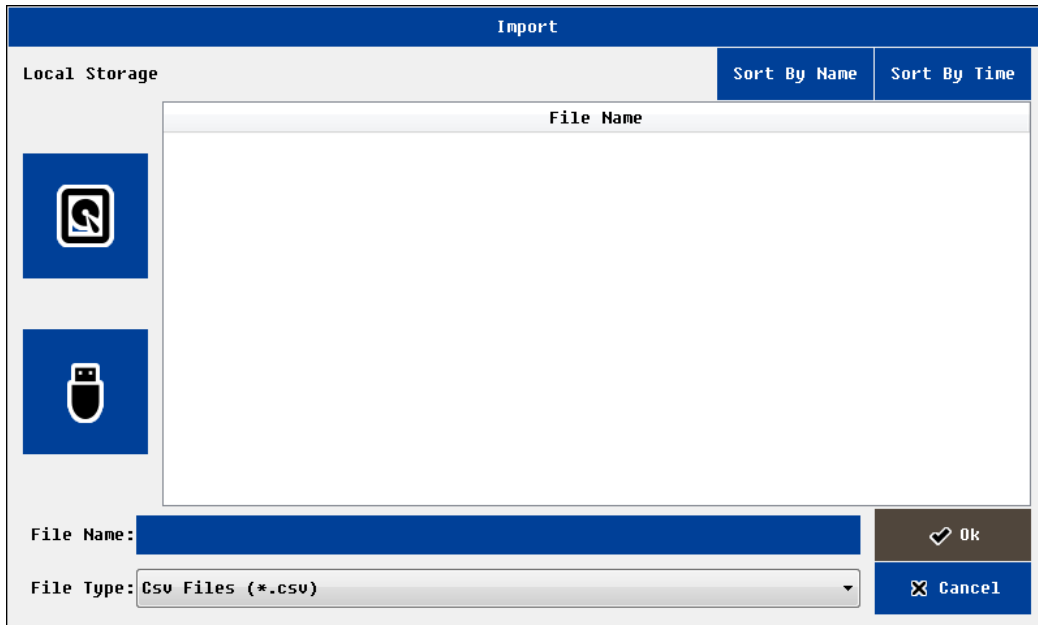 Import
Local Storage
Sort By Name
Sort By Time
File Name
File Name:
Ok
File Type:
Csv Files (*.csv)
Cancel